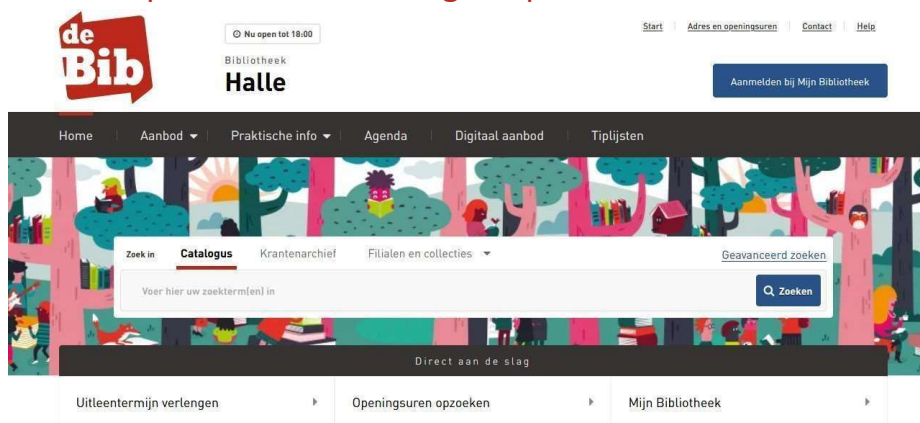 de
Bib
Nu open tot 18:00
Bibliotheek
Halle
Start
Adres en openingsuren
Contact
Help
Aanmelden bij Mijn Bibliotheek
Home
Aanbod
Praktische info
Agenda
Digitaal aanbod
Tiplijsten
Zoek in
Catalogus
Krantenarchief
Filialen en collecties
Geavanceerd zoeken
Voer hier uw zoekterm(en) in
Zoeken
Direct aan de slag
Uitleentermijn verlengen
Openingsuren opzoeken
Mijn Bibliotheek